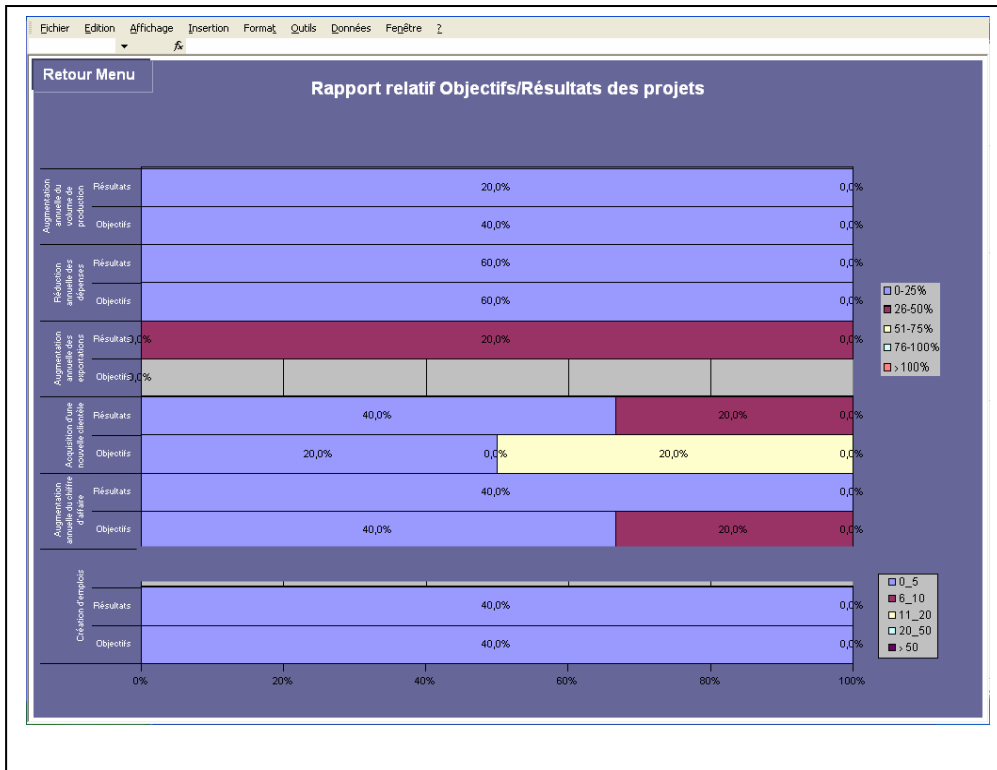 Fichier Edition Affichage Insertion Format Outils Données Fenêtre ?
fx
Retour Menu
Rapport relatif Objectifs/Résultats des projets
Augmentation
annuelle du
volume de
production
Résultats
20,0%
0,0%
Objectifs
40,0%
0,0%
Réduction
annuelle des
dépenses
Résultats
60,0%
0,0%
Objectifs
60,0%
0,0%
Augmentation
annuelle des
exportations
Résultats
0,0%
20,0%
0,0%
Objectifs
0,0%
Acquisition d'une
nouvelle clientèle
Résultats
40,0%
20,0%
0,0%
Objectifs
20,0%
0,0%
20,0%
0,0%
Augmentation
annuelle du chiffre
d'affaire
Résultats
40,0%
0,0%
Objectifs
40,0%
20,0%
0,0%
Création d'emplois
Résultats
40,0%
0,0%
Objectifs
40,0%
0,0%
0%
20%
40%
60%
80%
100%
0-25%
26-50%
51-75%
76-100%
>100%
0_5
6_10
11_20
20_50
>50